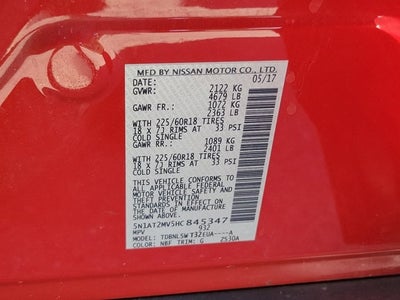 MFD BY NISSAN MOTOR CO., LTD.
DATE: 05/17
GVWR: 2122 KG
4679 LB
GAWR FR.: 1072 KG
2363 LB
WITH 225/60R18 TIRES
18 x 7J RIMS AT 33 PSI
COLD SINGLE
GAWR RR.: 1089 KG
2401 LB
WITH 225/60R18 TIRES
18 x 7J RIMS AT 33 PSI
COLD SINGLE
THIS VEHICLE CONFORMS TO ALL
APPLICABLE FEDERAL MOTOR
VEHICLE SAFETY AND BUMPER
STANDARDS IN EFFECT ON THE
DATE OF MANUFACTURE
SHOWN ABOVE.
5N1AT2MV5HC845347
MPV 932
MODEL:
COLOR: NBF TRIM: G